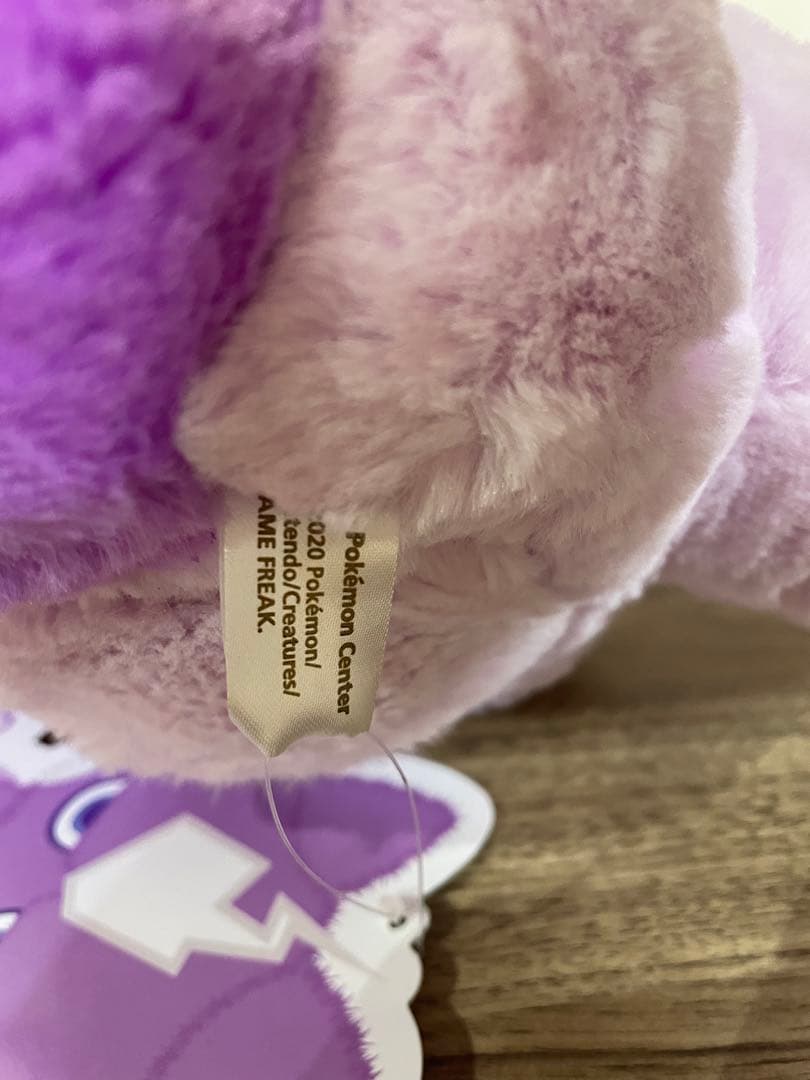 Pokémon Center
020 Pokémon/
tendo/Creatures/
AME FREAK.